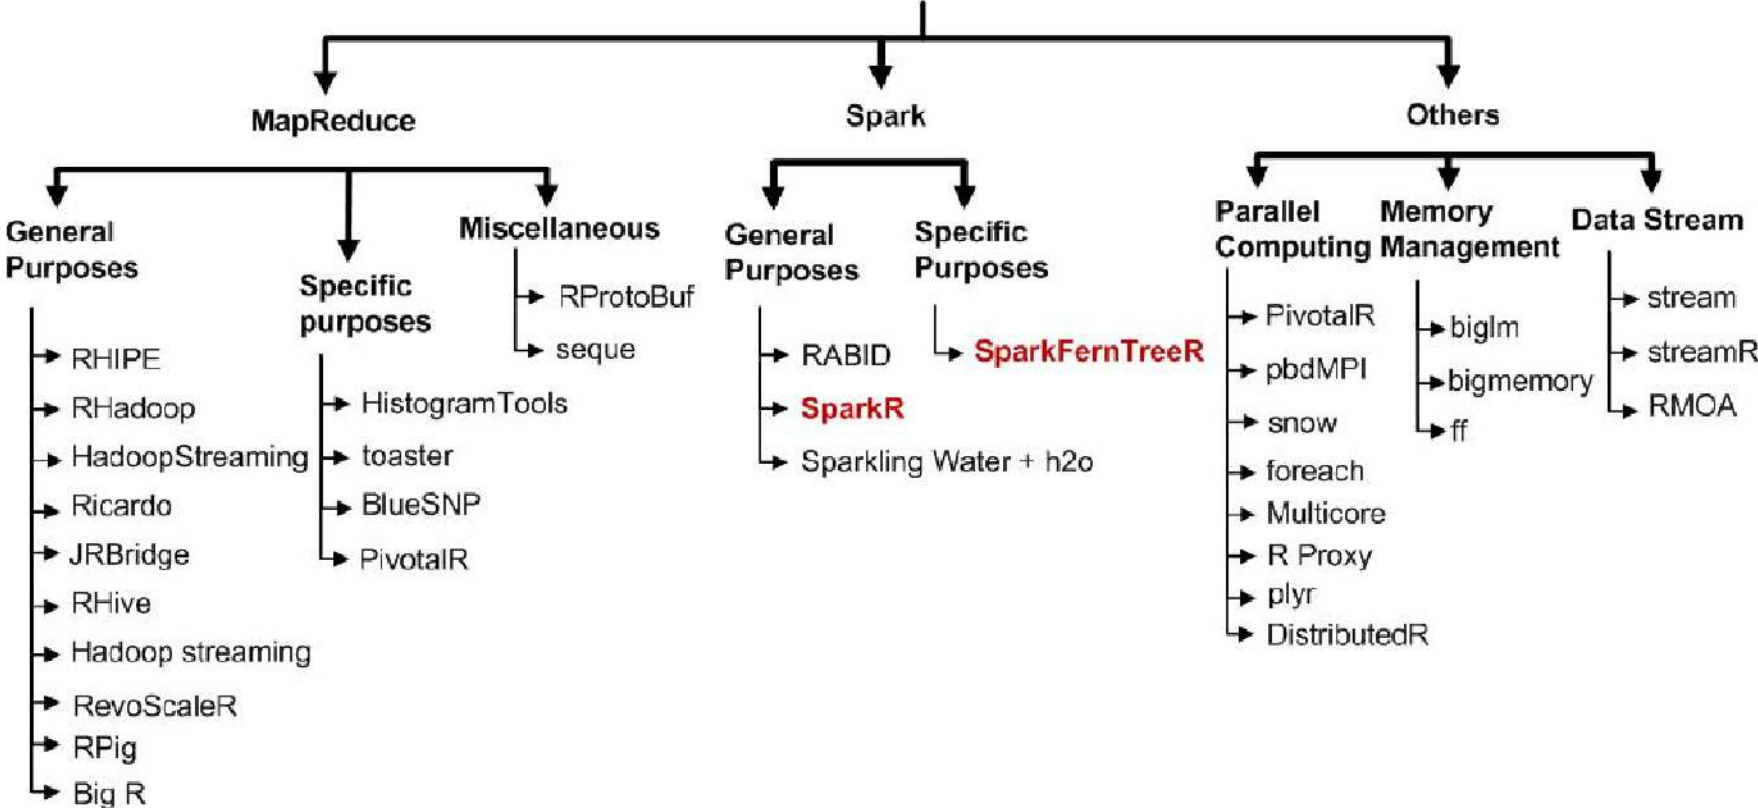 MapReduce
Spark
Others
General
Purposes
RHIPE
RHadoop
HadoopStreaming
Ricardo
JRBridge
RHive
Hadoop streaming
RevoScaleR
RPig
Big R
Specific
purposes
HistogramTools
toaster
BlueSNP
PivotalR
Miscellaneous
RProtoBuf
seque
General
Purposes
RABID
SparkR
Sparkling Water + h2o
Specific
Purposes
SparkFernTreeR
Parallel
Computing
PivotalR
pbdMPI
snow
foreach
Multicore
R Proxy
plyr
DistributedR
Memory
Management
biglm
bigmemory
ff
Data Stream
stream
streamR
RMOA